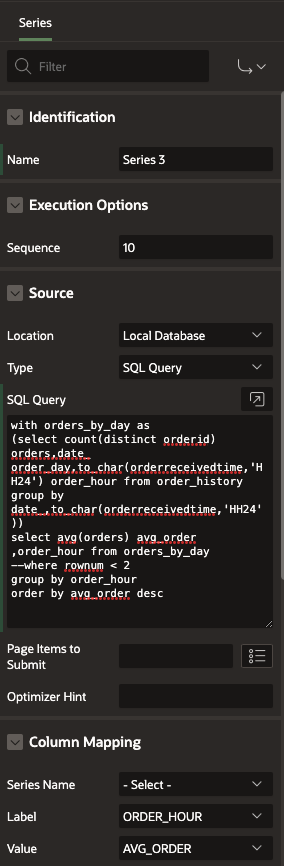 Series
Filter
Identification
Name Series 3
Execution Options
Sequence 10
Source
Location Local Database
Type SQL Query
SQL Query
with orders_by_day as
(select count(distinct orderid)
orders,date_
order_day,to_char(orderreceivedtime,'H
H24') order_hour from order_history
group by
date_,to_char(orderreceivedtime,'HH24'
))
select avg(orders) avg_order
,order_hour from orders_by_day
--where rownum < 2
group by order_hour
order by avg_order desc
Page Items to
Submit
Optimizer Hint
Column Mapping
Series Name - Select -
Label ORDER_HOUR
Value AVG_ORDER